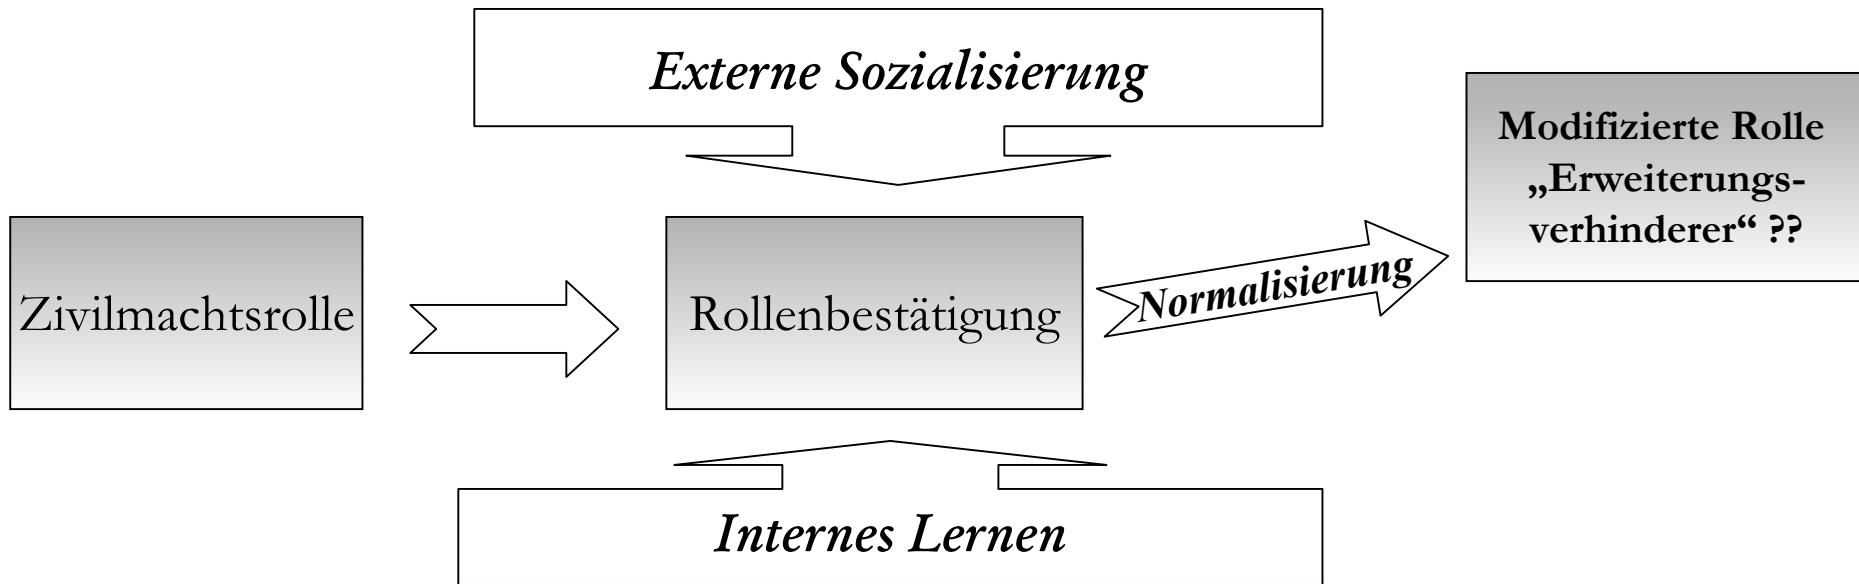 Externe Sozialisierung
Modifizierte Rolle
„Erweiterungs-
verhinderer“ ??
Zivilmachtsrolle
Rollenbestätigung
Normalisierung
Internes Lernen